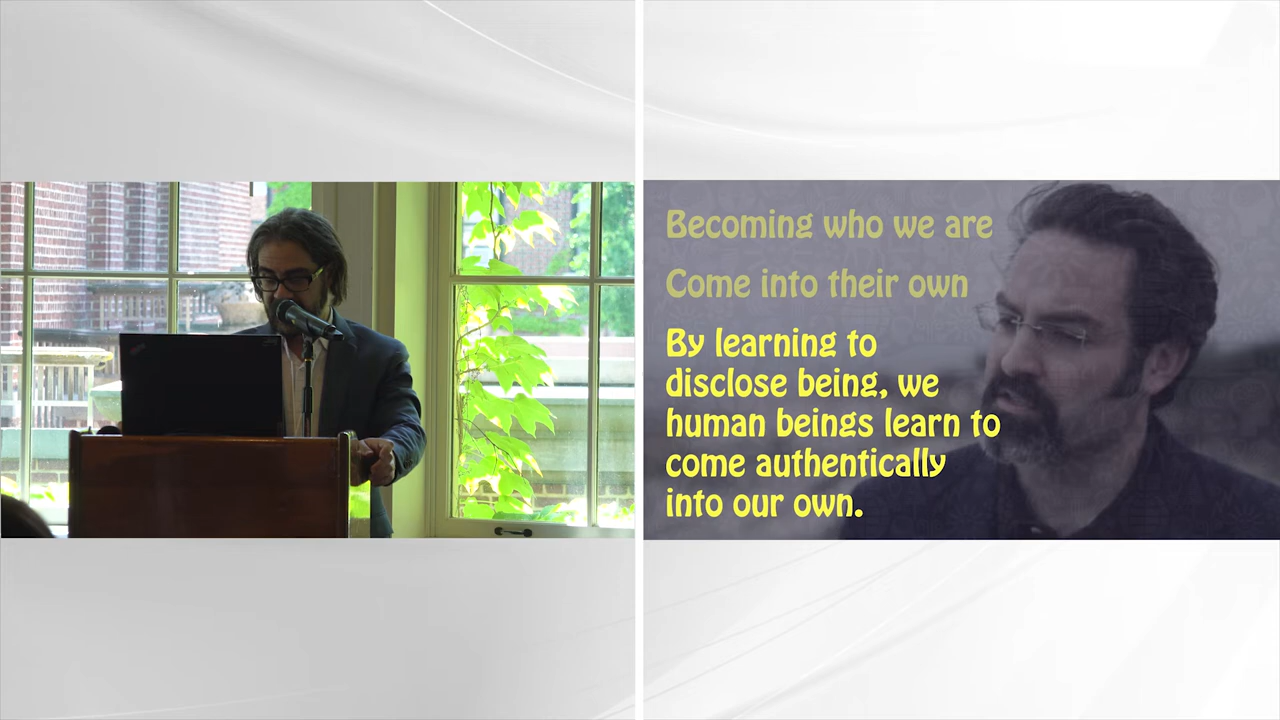 Becoming who we are
Come into their own
By learning to
disclose being, we
human beings learn to
come authentically
into our own.